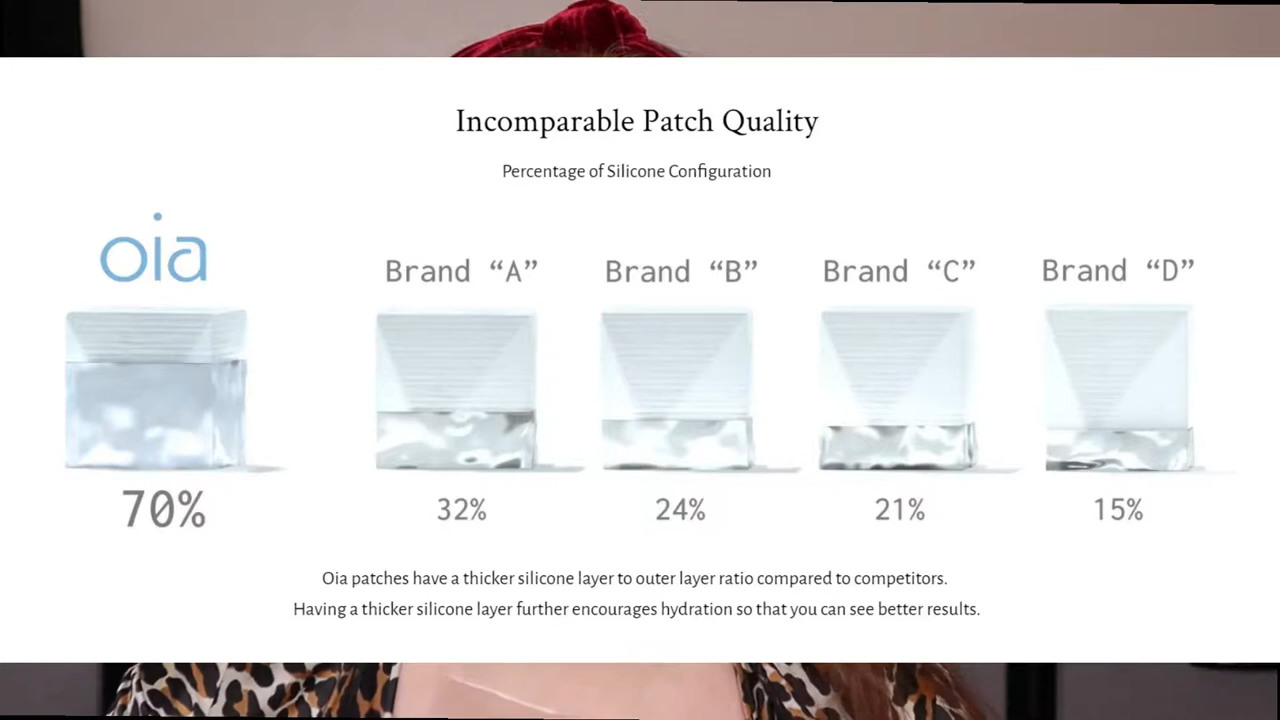 Incomparable Patch Quality
Percentage of Silicone Configuration
oia
Brand “A”
Brand “B”
Brand “C”
Brand “D”
70%
32%
24%
21%
15%
Oia patches have a thicker silicone layer to outer layer ratio compared to competitors.
Having a thicker silicone layer further encourages hydration so that you can see better results.